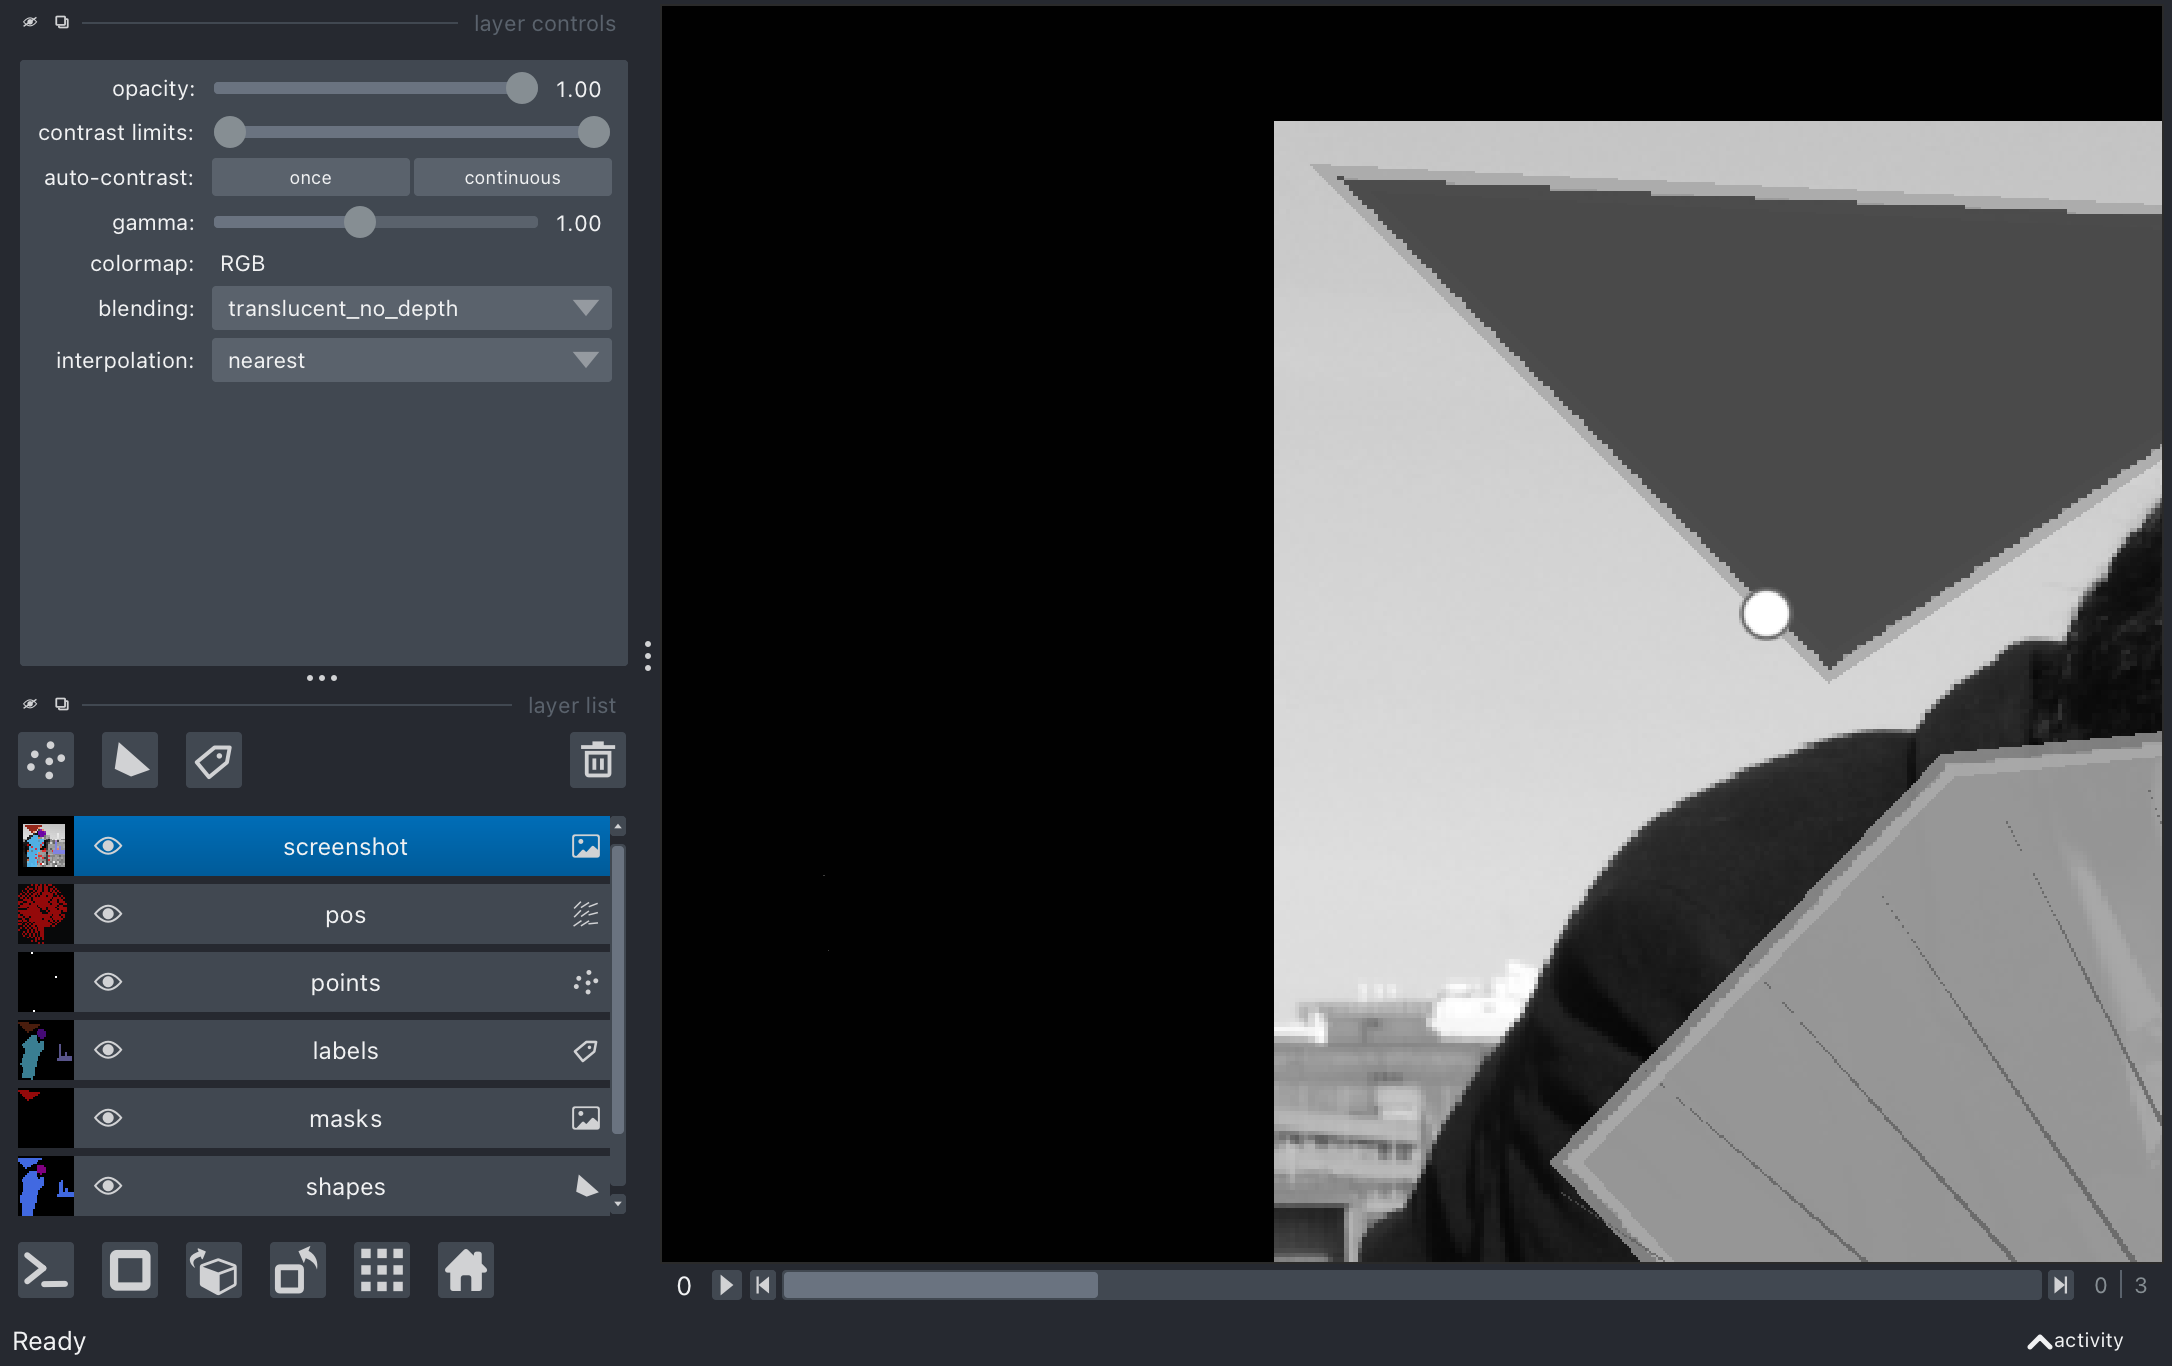 layer controls
opacity: 1.00
contrast limits:
auto-contrast: once continuous
gamma: 1.00
colormap: RGB
blending: translucent_no_depth
interpolation: nearest
layer list
screenshot
pos
points
labels
masks
shapes
0 0 3
Ready activity